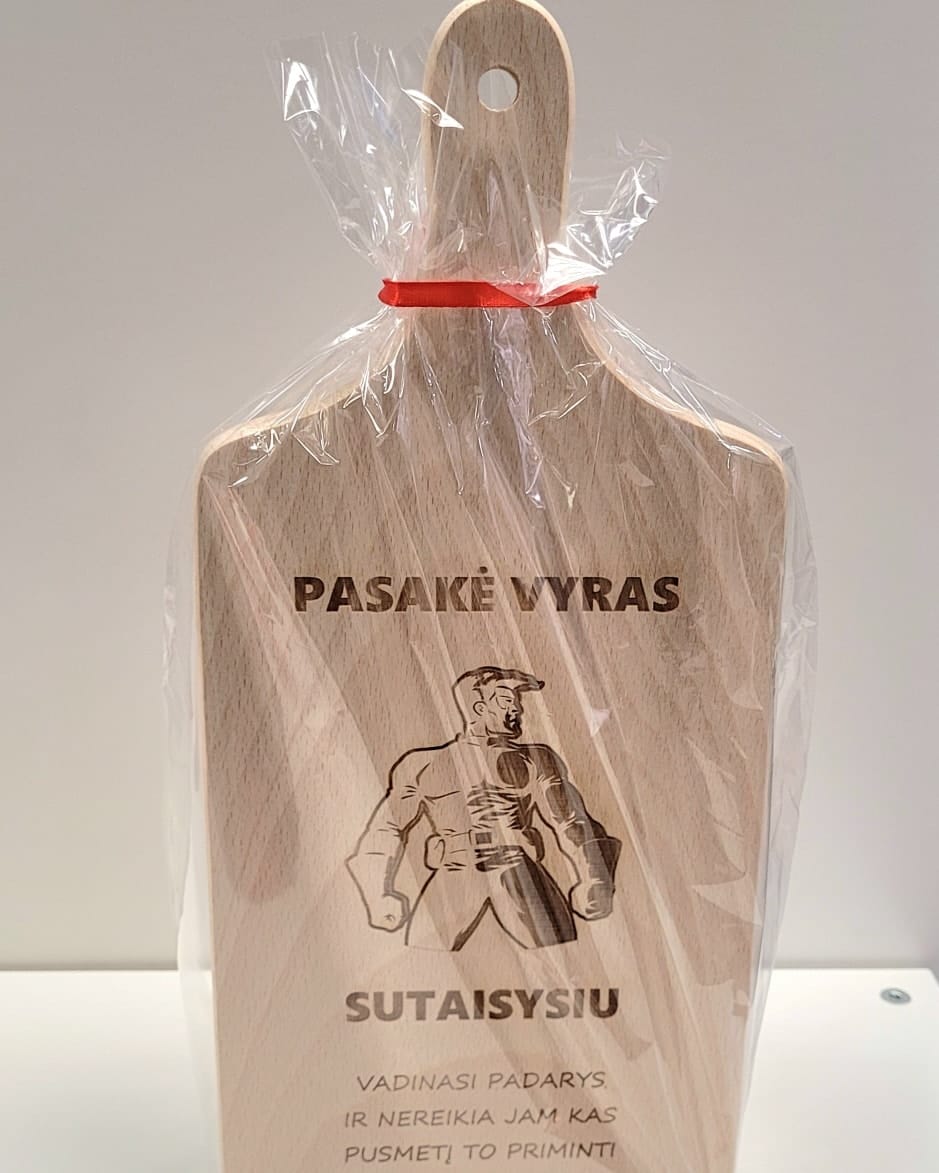 PASAKĖ VYRAS
SUTAISYSIU
VADINASI PADARYS,
IR NEREIKIA JAM KAS
PUSMETĮ TO PRIMINTI